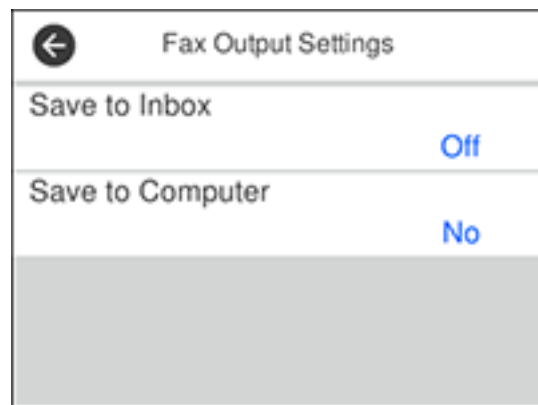 Fax Output Settings
Save to Inbox
Off
Save to Computer
No